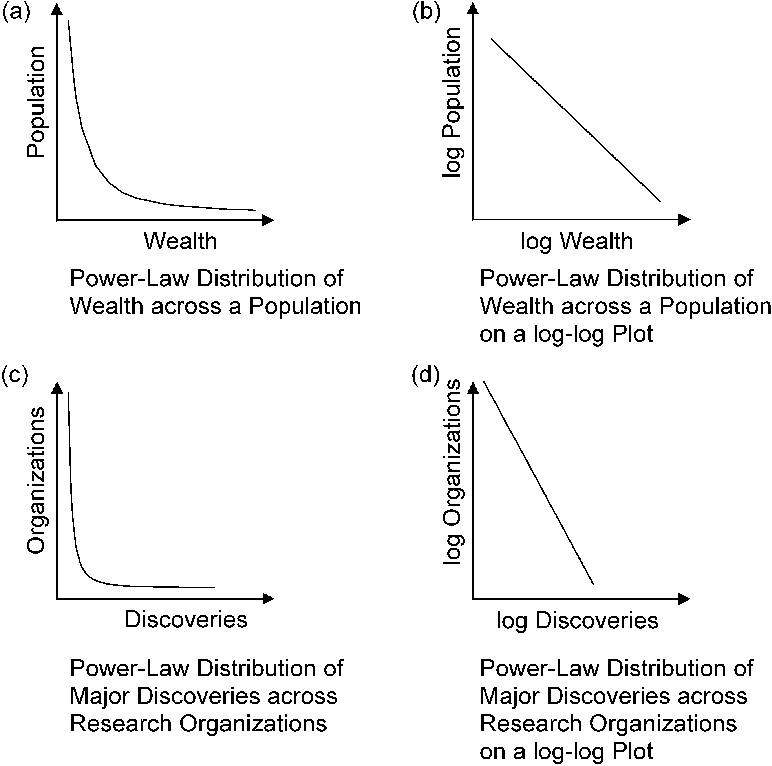 (a)
Population
Wealth
Power-Law Distribution of
Wealth across a Population
(b)
log Population
log Wealth
Power-Law Distribution of
Wealth across a Population
on a log-log Plot
(c)
Organizations
Discoveries
Power-Law Distribution of
Major Discoveries across
Research Organizations
(d)
log Organizations
log Discoveries
Power-Law Distribution of
Major Discoveries across
Research Organizations
on a log-log Plot